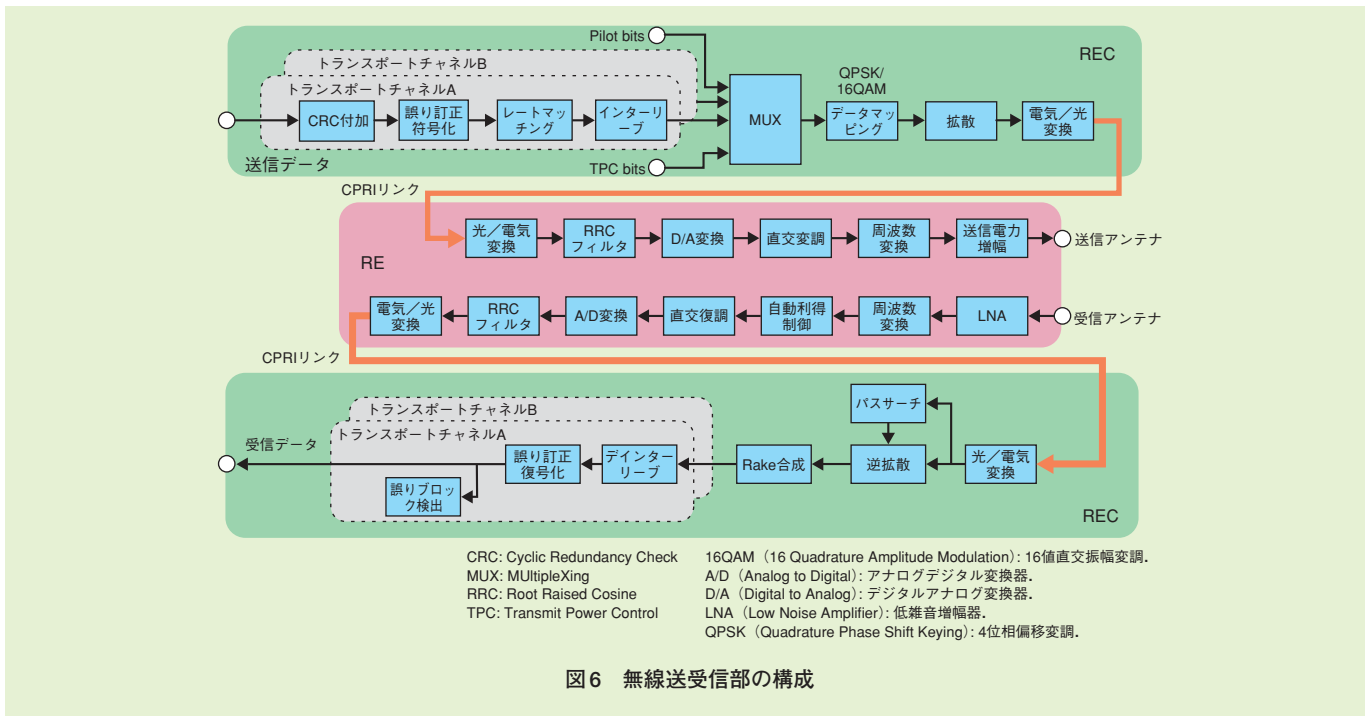 Pilot bits
REC
トランスポートチャネルB
トランスポートチャネルA
QPSK/
16QAM
CRC付加
誤り訂正
符号化
レートマッ
チング
インターリ
ーブ
MUX
データマッ
ピング
拡散
電気／光
変換
送信データ
TPC bits
CPRIリンク
RE
光／電気
変換
RRC
フィルタ
D/A変換
直交変調
周波数
変換
送信電力
増幅
送信アンテナ
電気／光
変換
RRC
フィルタ
A/D変換
直交復調
自動利得
制御
周波数
変換
LNA
受信アンテナ
CPRIリンク
トランスポートチャネルB
トランスポートチャネルA
受信データ
誤り訂正
復号化
デインター
リーブ
誤りブロッ
ク検出
Rake合成
逆拡散
パスサーチ
光／電気
変換
REC
CRC: Cyclic Redundancy Check
MUX: MUltipleXing
RRC: Root Raised Cosine
TPC: Transmit Power Control
16QAM（16 Quadrature Amplitude Modulation）: 16値直交振幅変調．
A/D（Analog to Digital）: アナログデジタル変換器．
D/A（Digital to Analog）: デジタルアナログ変換器．
LNA（Low Noise Amplifier）: 低雑音増幅器．
QPSK（Quadrature Phase Shift Keying）: 4位相偏移変調．
図6　無線送受信部の構成